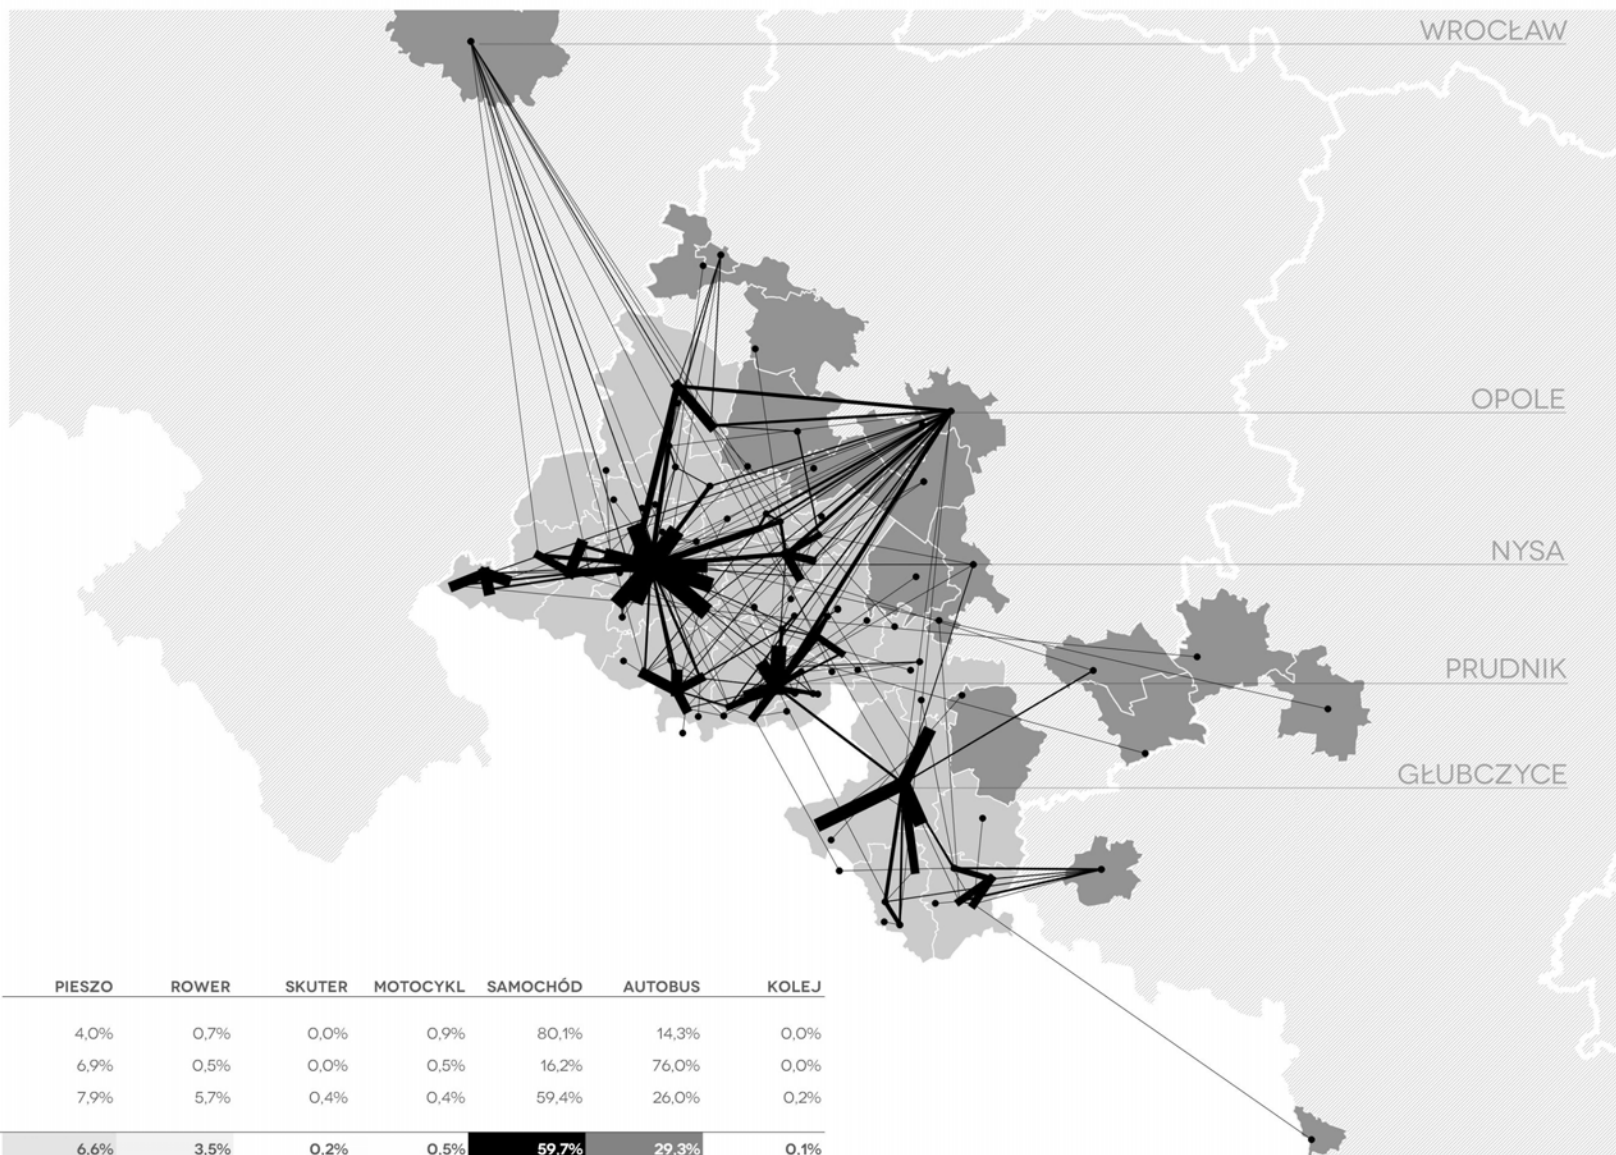 WROCŁAW
OPOLE
NYSA
PRUDNIK
GŁUBCZYCE
PIESZO ROWER SKUTER MOTOCYKL SAMOCHÓD AUTOBUS KOLEJ
4,0% 0,7% 0,0% 0,9% 80,1% 14,3% 0,0%
6,9% 0,5% 0,0% 0,5% 16,2% 76,0% 0,0%
7,9% 5,7% 0,4% 0,4% 59,4% 26,0% 0,2%
6,6% 3,5% 0,2% 0,5% 59,7% 29,3% 0,1%